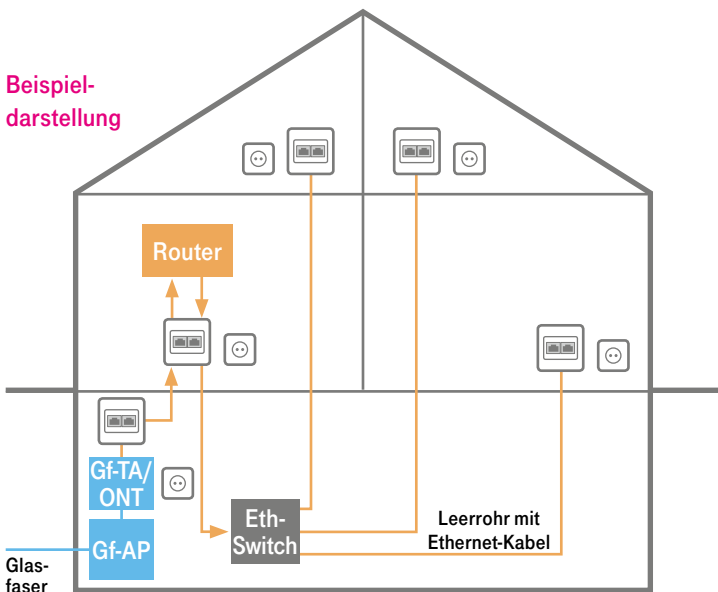 Beispiel-
darstellung
Router
Gf-TA/
ONT
Gf-AP
Glas-
faser
Eth-
Switch
Leerrohr mit
Ethernet-Kabel